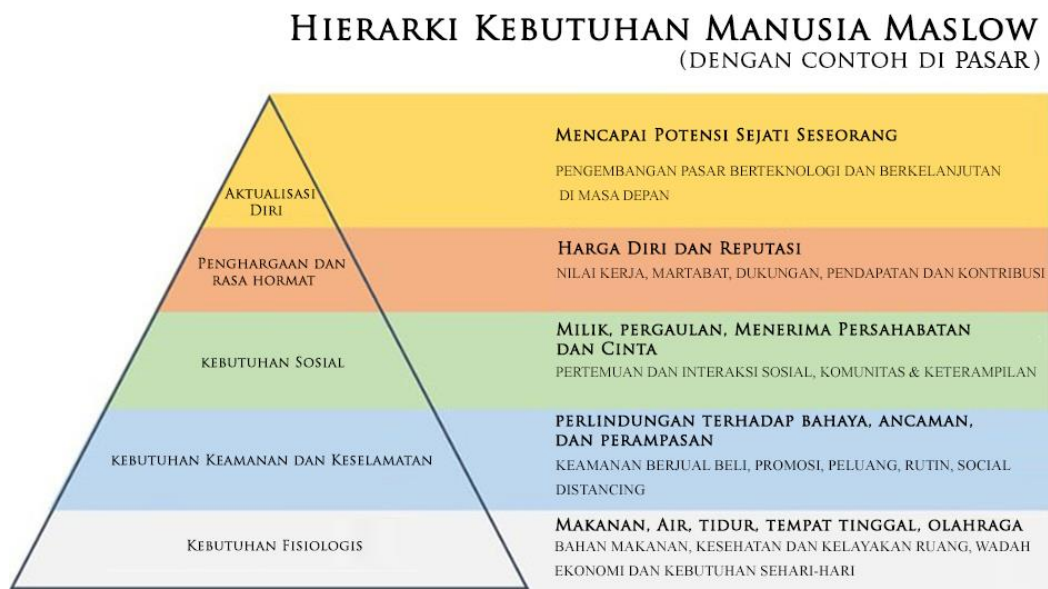 Hierarki Kebutuhan Manusia Maslow
(dengan contoh di PASAR)
Aktualisasi
Diri
Mencapai Potensi Sejati Seseorang
PENGEMBANGAN PASAR BERTEKNOLOGI DAN BERKELANJUTAN
DI MASA DEPAN
Penghargaan dan
rasa hormat
Harga Diri dan Reputasi
NILAI KERJA, MARTABAT, DUKUNGAN, PENDAPATAN DAN KONTRIBUSI
kebutuhan Sosial
Milik, pergaulan, Menerima Persahabatan
dan Cinta
PERTEMUAN DAN INTERAKSI SOSIAL, KOMUNITAS & KETERAMPILAN
kebutuhan Keamanan dan Keselamatan
perlindungan terhadap bahaya, ancaman,
dan perampasan
KEAMANAN BERJUAL BELI, PROMOSI, PELUANG, RUTIN, SOCIAL
DISTANCING
Kebutuhan Fisiologis
Makanan, Air, tidur, tempat tinggal, olahraga
BAHAN MAKANAN, KESEHATAN DAN KELAYAKAN RUANG, WADAH
EKONOMI DAN KEBUTUHAN SEHARI-HARI